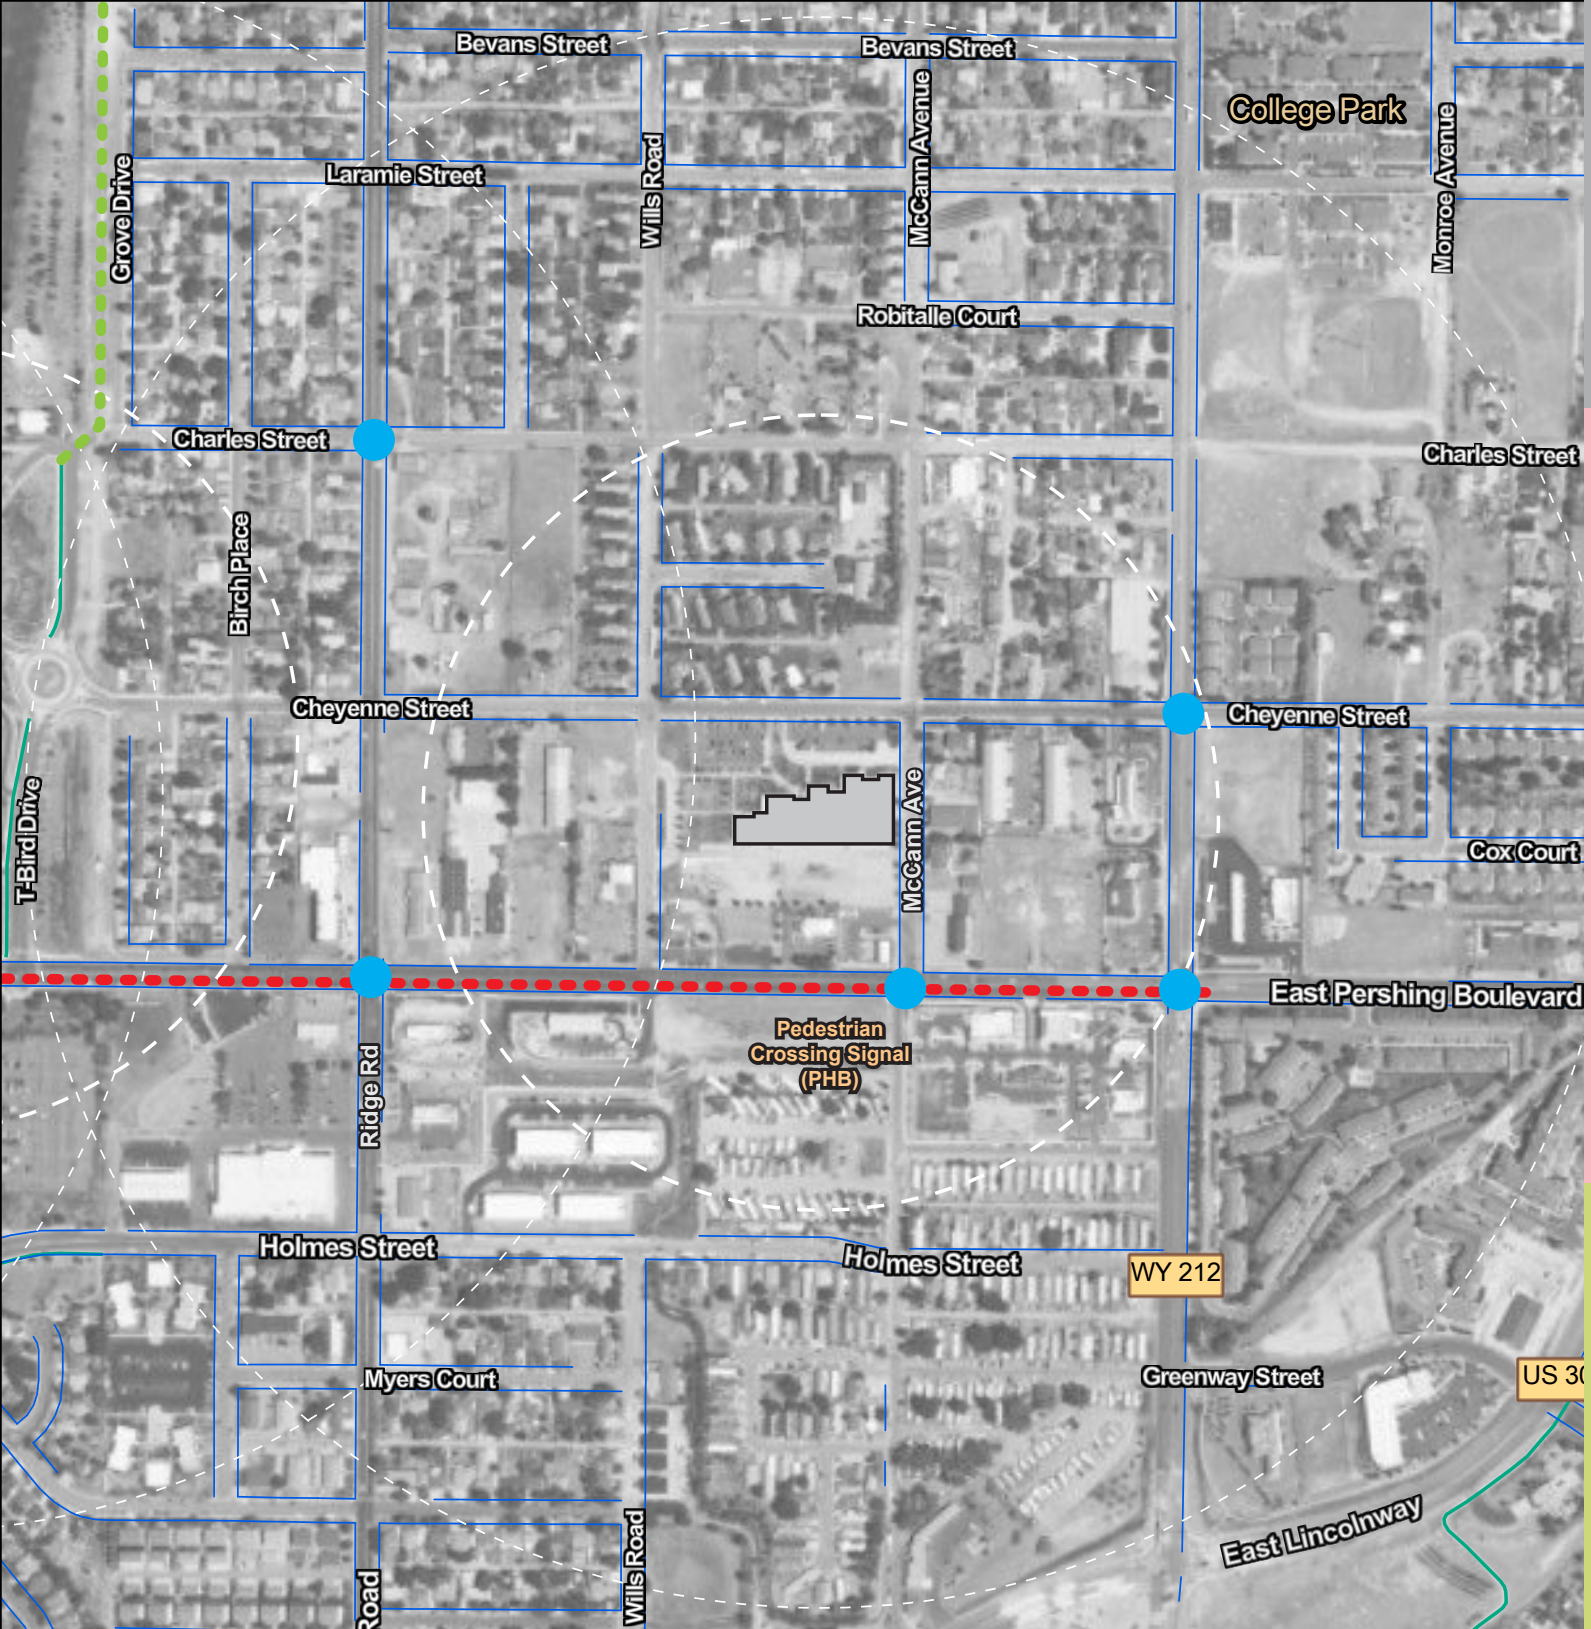 Bevans Street
Bevans Street
College Park
Grove Drive
Laramie Street
Wills Road
McCann Avenue
Monroe Avenue
Robitalle Court
Charles Street
Charles Street
Birch Place
Cheyenne Street
Cheyenne Street
T-Bird Drive
McCann Ave
Cox Court
East Pershing Boulevard
Pedestrian
Crossing Signal
(PHB)
Ridge Rd
Holmes Street
Holmes Street
WY 212
Myers Court
Greenway Street
US 30
East Lincolnway
Wills Road
Road